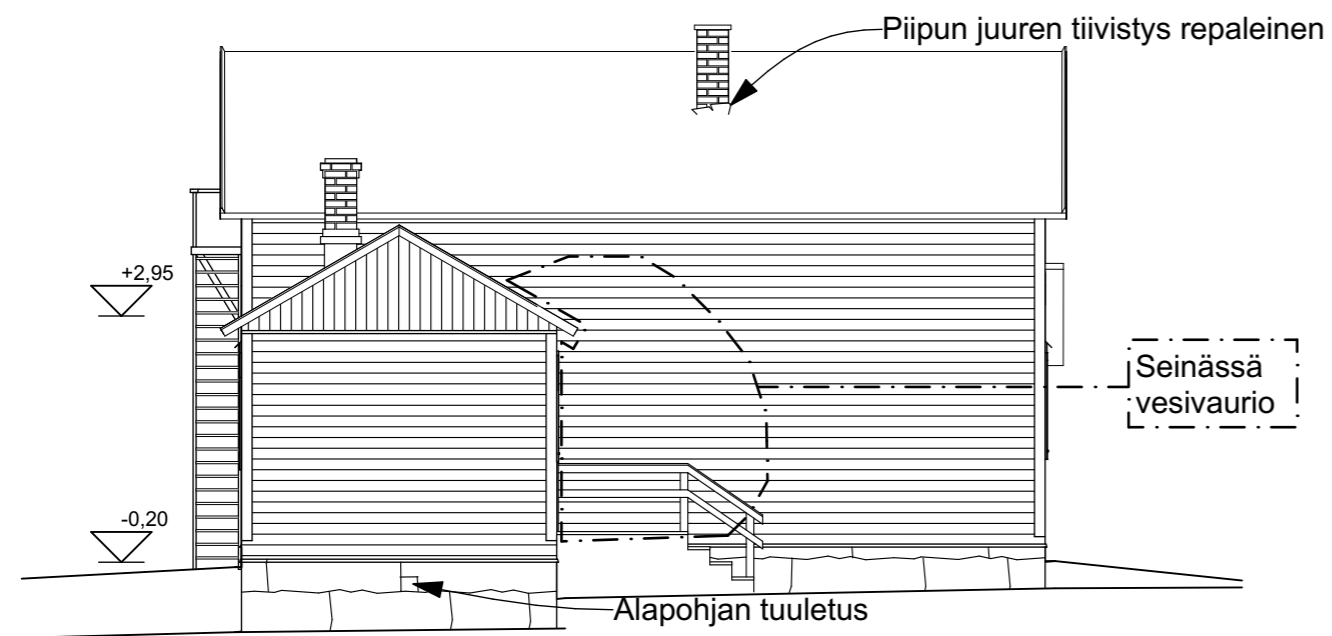 Piipun juuren tiivistys repaleinen
+2,95
Seinässä
vesivaurio
-0,20
Alapohjan tuuletus